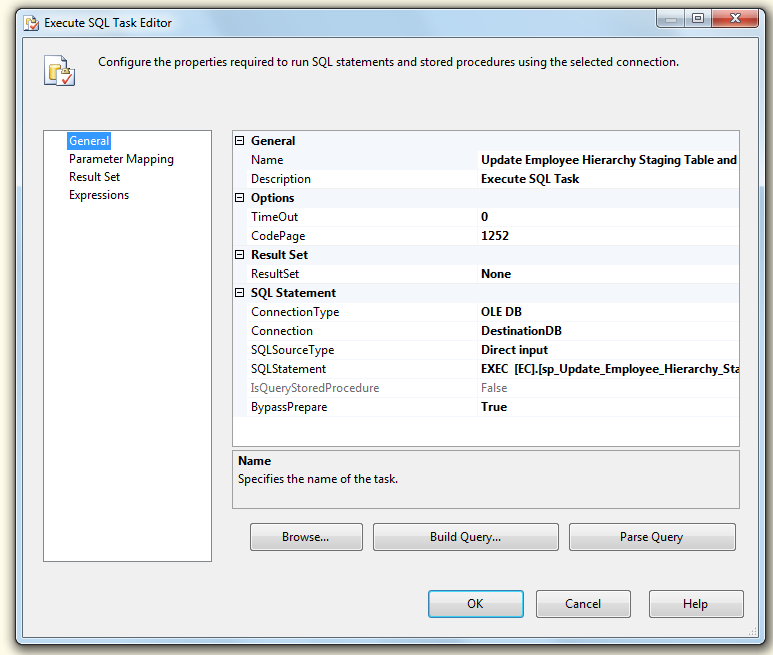 Execute SQL Task Editor
Configure the properties required to run SQL statements and stored procedures using the selected connection.
General
Parameter Mapping
Result Set
Expressions
General
Name Update Employee Hierarchy Staging Table and
Description Execute SQL Task
Options
TimeOut 0
CodePage 1252
Result Set
ResultSet None
SQL Statement
ConnectionType OLE DB
Connection DestinationDB
SQLSourceType Direct input
SQLStatement EXEC [EC].[sp_Update_Employee_Hierarchy_Sta
IsQueryStoredProcedure False
BypassPrepare True
Name
Specifies the name of the task.
Browse... Build Query... Parse Query
OK Cancel Help